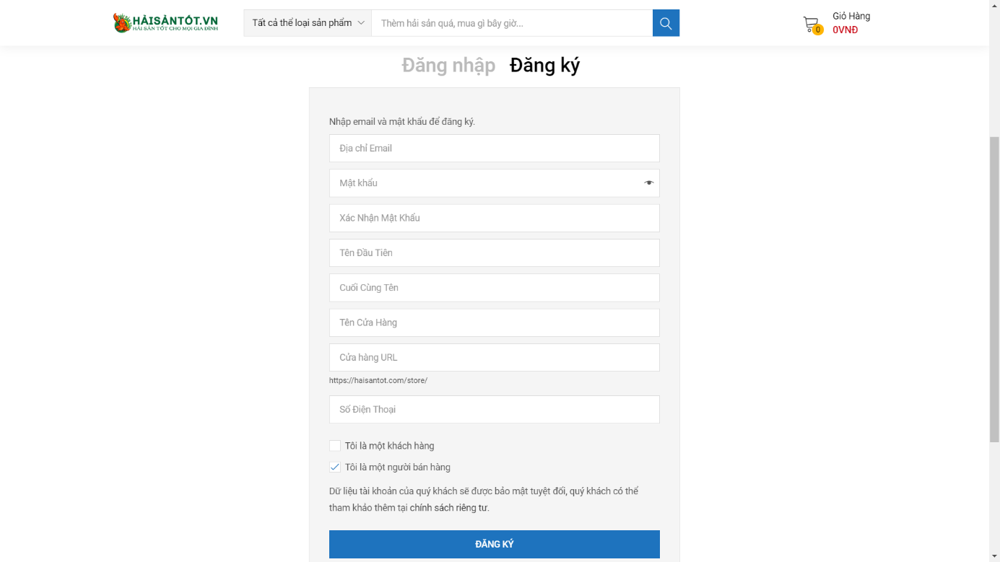 HẢISẢNTỐT.VN
HẢI SẢN TỐT CHO MỌI GIA ĐÌNH
Tất cả thể loại sản phẩm
Thèm hải sản quá, mua gì bây giờ...
Giỏ Hàng
0
0VNĐ
Đăng nhập Đăng ký
Nhập email và mật khẩu để đăng ký.
Địa chỉ Email
Mật khẩu
Xác Nhận Mật Khẩu
Tên Đầu Tiên
Cuối Cùng Tên
Tên Cửa Hàng
Cửa hàng URL
https://haisantot.com/store/
Số Điện Thoại
Tôi là một khách hàng
Tôi là một người bán hàng
Dữ liệu tài khoản của quý khách sẽ được bảo mật tuyệt đối, quý khách có thể
tham khảo thêm tại chính sách riêng tư.
ĐĂNG KÝ